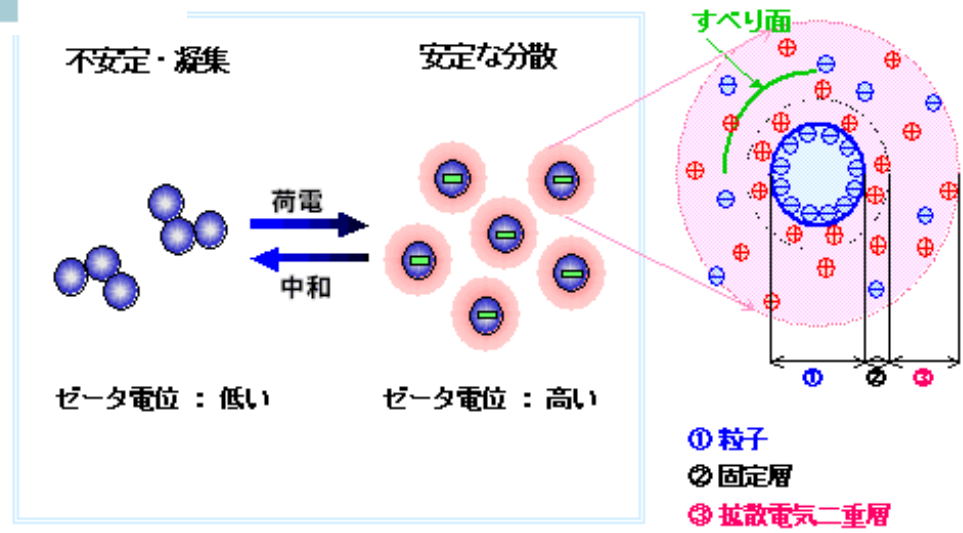 不安定・凝集
安定な分散
荷電
中和
ゼータ電位 : 低い
ゼータ電位 : 高い
すべり面
① ② ③
① 粒子
② 固定層
③ 拡散電気二重層